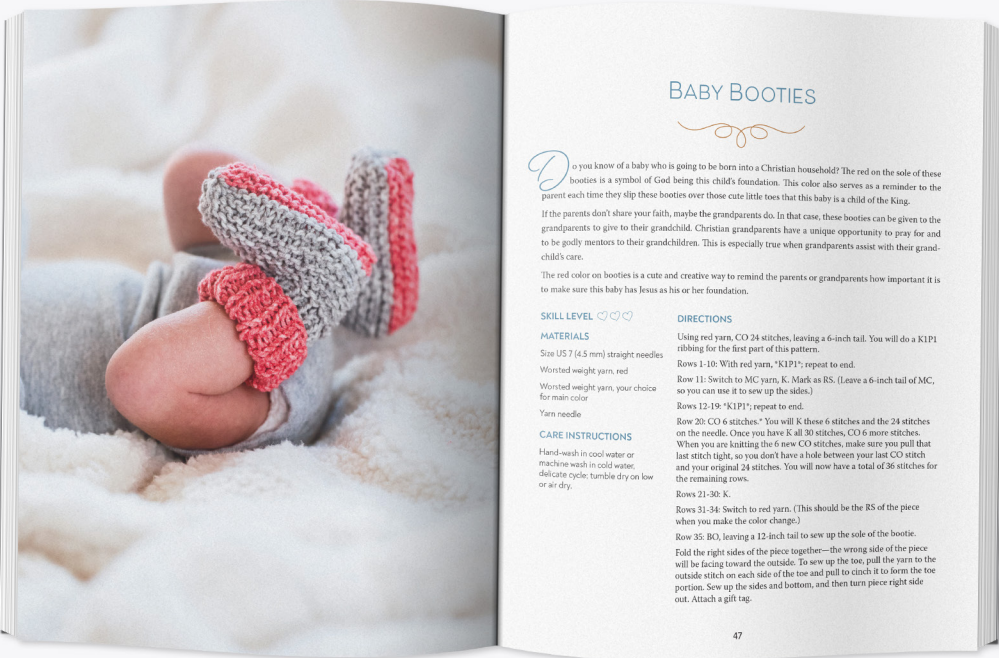 BABY BOOTIES
Do you know of a baby who is going to be born into a Christian household? The red on the sole of these
booties is a symbol of God being this child's foundation. This color also serves as a reminder to the
parent each time they slip these booties over those cute little toes that this baby is a child of the King.
If the parents don't share your faith, maybe the grandparents do. In that case, these booties can be given to the
grandparents to give to their grandchild. Christian grandparents have a unique opportunity to pray for and
to be godly mentors to their grandchildren. This is especially true when grandparents assist with their grand-
child's care.
The red color on booties is a cute and creative way to remind the parents or grandparents how important it is
to make sure this baby has Jesus as his or her foundation.
SKILL LEVEL
MATERIALS
Size US 7 (4.5 mm) straight needles
Worsted weight yarn, red
Worsted weight yarn, your choice
for main color
Yarn needle
CARE INSTRUCTIONS
Hand-wash in cool water or
machine wash in cold water,
delicate cycle; tumble dry on low
or air dry.
DIRECTIONS
Using red yarn, CO 24 stitches, leaving a 6-inch tail. You will do a K1P1
ribbing for the first part of this pattern.
Rows 1-10: With red yarn, *K1P1*; repeat to end.
Row 11: Switch to MC yarn, K. Mark as RS. (Leave a 6-inch tail of MC,
so you can use it to sew up the sides.)
Rows 12-19: *K1P1*; repeat to end.
Row 20: CO 6 stitches.* You will K these 6 stitches and the 24 stitches
on the needle. Once you have K all 30 stitches, CO 6 more stitches.
When you are knitting the 6 new CO stitches, make sure you pull that
last stitch tight, so you don't have a hole between your last CO stitch
and your original 24 stitches. You will now have a total of 36 stitches for
the remaining rows.
Rows 21-30: K.
Rows 31-34: Switch to red yarn. (This should be the RS of the piece
when you make the color change.)
Row 35: BO, leaving a 12-inch tail to sew up the sole of the bootie.
Fold the right sides of the piece together—the wrong side of the piece
will be facing toward the outside. To sew up the toe, pull the yarn to the
outside stitch on each side of the toe and pull to cinch it to form the toe
portion. Sew up the sides and bottom, and then turn piece right side
out. Attach a gift tag.
47